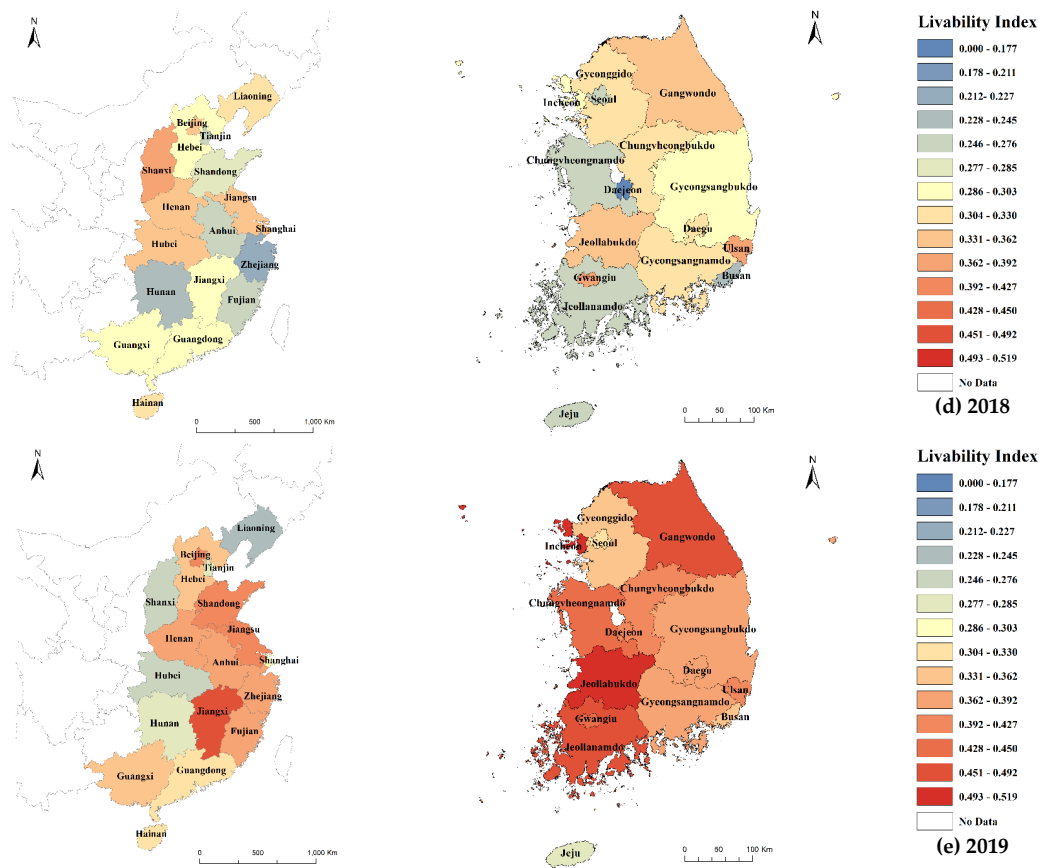 N
Liaoning
Beijing
Tianjin
Hebei
Shanxi
Shandong
Henan
Jiangsu
Anhui
Shanghai
Hubei
Zhejiang
Hunan
Jiangxi
Fujian
Guangxi
Guangdong
Hainan
0 500 1,000 Km
N
Gyeonggido
Gangwondo
Incheon
Seoul
Chungvheongbukdo
Chungvheongnamdo
Daejeon
Gycongsangbukdo
Daegu
Jeollabukdo
Ulsan
Gycongsangnamdo
Gwangiu
Busan
Jeollanamdo
Jeju
0 50 100 Km
Livability Index
0.000 - 0.177
0.178 - 0.211
0.212- 0.227
0.228 - 0.245
0.246 - 0.276
0.277 - 0.285
0.286 - 0.303
0.304 - 0.330
0.331 - 0.362
0.362 - 0.392
0.392 - 0.427
0.428 - 0.450
0.451 - 0.492
0.493 - 0.519
No Data
(d) 2018
N
Liaoning
Beijing
Tianjin
Hebei
Shanxi
Shandong
Jiangsu
Henan
Anhui
Shanghai
Hubei
Zhejiang
Hunan
Jiangxi
Fujian
Guangxi
Guangdong
Hainan
0 500 1,000 Km
N
Gyeonggido
Gangwondo
Incheon
Seoul
Chungvheongbukdo
Chungvheongnamdo
Daejeon
Gycongsangbukdo
Daegu
Jeollabukdo
Ulsan
Gycongsangnamdo
Gwangiu
Busan
Jeollanamdo
Jeju
0 50 100 Km
Livability Index
0.000 - 0.177
0.178 - 0.211
0.212- 0.227
0.228 - 0.245
0.246 - 0.276
0.277 - 0.285
0.286 - 0.303
0.304 - 0.330
0.331 - 0.362
0.362 - 0.392
0.392 - 0.427
0.428 - 0.450
0.451 - 0.492
0.493 - 0.519
No Data
(e) 2019